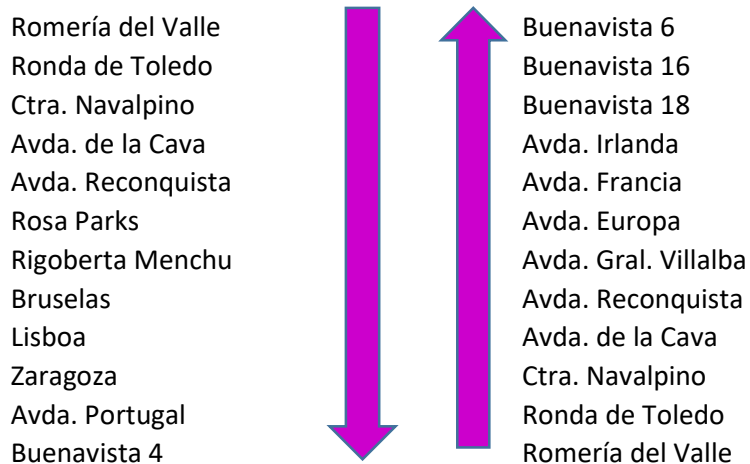 Romería del Valle
Ronda de Toledo
Ctra. Navalpino
Avda. de la Cava
Avda. Reconquista
Rosa Parks
Rigoberta Menchu
Bruselas
Lisboa
Zaragoza
Avda. Portugal
Buenavista 4
Buenavista 6
Buenavista 16
Buenavista 18
Avda. Irlanda
Avda. Francia
Avda. Europa
Avda. Gral. Villalba
Avda. Reconquista
Avda. de la Cava
Ctra. Navalpino
Ronda de Toledo
Romería del Valle